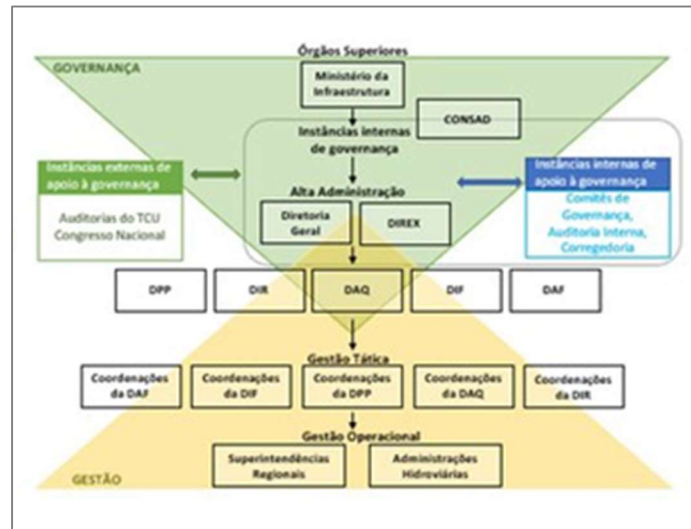 Órgãos Superiores
GOVERNANÇA
Ministério da
Infraestrutura
CONSAD
Instâncias internas
de governança
Instâncias externas de
apoio à governança
Auditorias do TCU
Congresso Nacional
Instâncias internas de
apoio à governança
Comitês de
Governança,
Auditoria Interna,
Corregedoria
Alta Administração
Diretoria
Geral
DIREX
DPP
DIR
DAQ
DIF
DAF
Gestão Tática
Coordenações
da DAF
Coordenações
da DIF
Coordenações
da DPP
Coordenações
da DAQ
Coordenações
da DIR
Gestão Operacional
Superintendências
Regionais
Administrações
Hidroviárias
GESTÃO